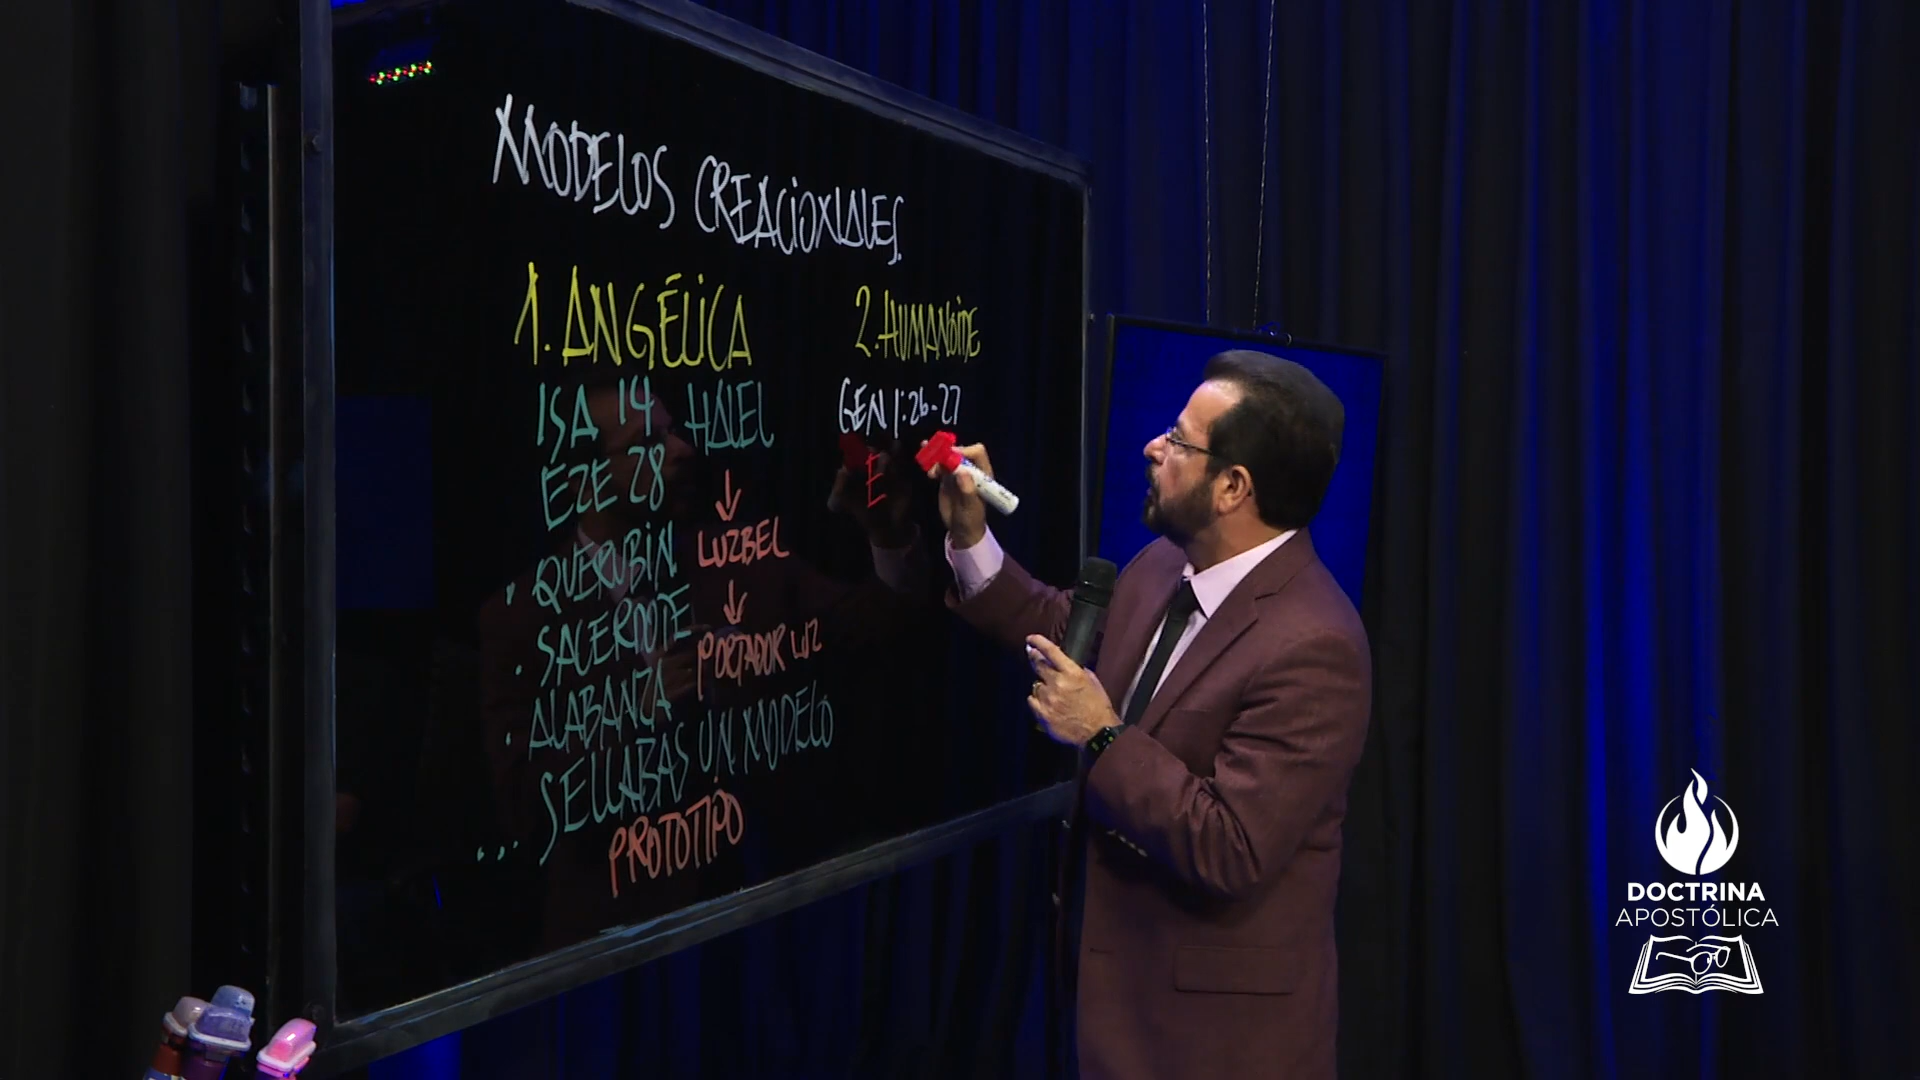 MODELOS CREACIONALES.
1. ANGÉLICA
ISA 14 HALEL
EZE 28
↓
• QUERUBIN LUZBEL
↓
• SACERDOTE PORTADOR LUZ
• ALABANZA
... SELLABAS UN MODELO
PROTOTIPO
2. HUMANOIDE
GEN 1:26-27
E
DOCTRINA
APOSTÓLICA